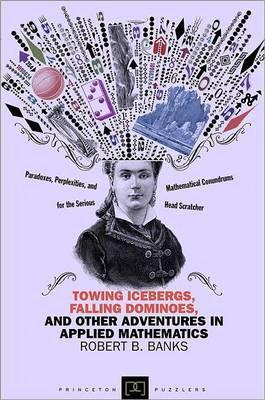 Paradoxes, Perplexities, and
for the Serious
Mathematical Conundrums
Head Scratcher
TOWING ICEBERGS,
FALLING DOMINOES,
AND OTHER ADVENTURES IN
APPLIED MATHEMATICS
ROBERT B. BANKS
PRINCETON PUZZLERS